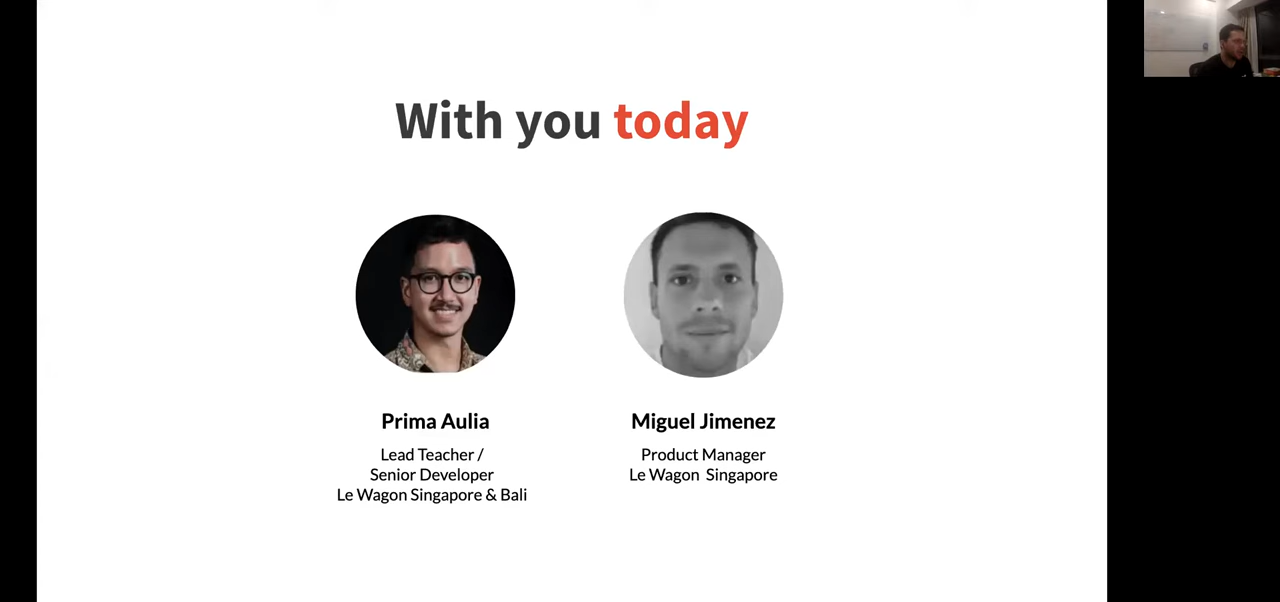 With you today
Prima Aulia
Lead Teacher /
Senior Developer
Le Wagon Singapore & Bali
Miguel Jimenez
Product Manager
Le Wagon Singapore